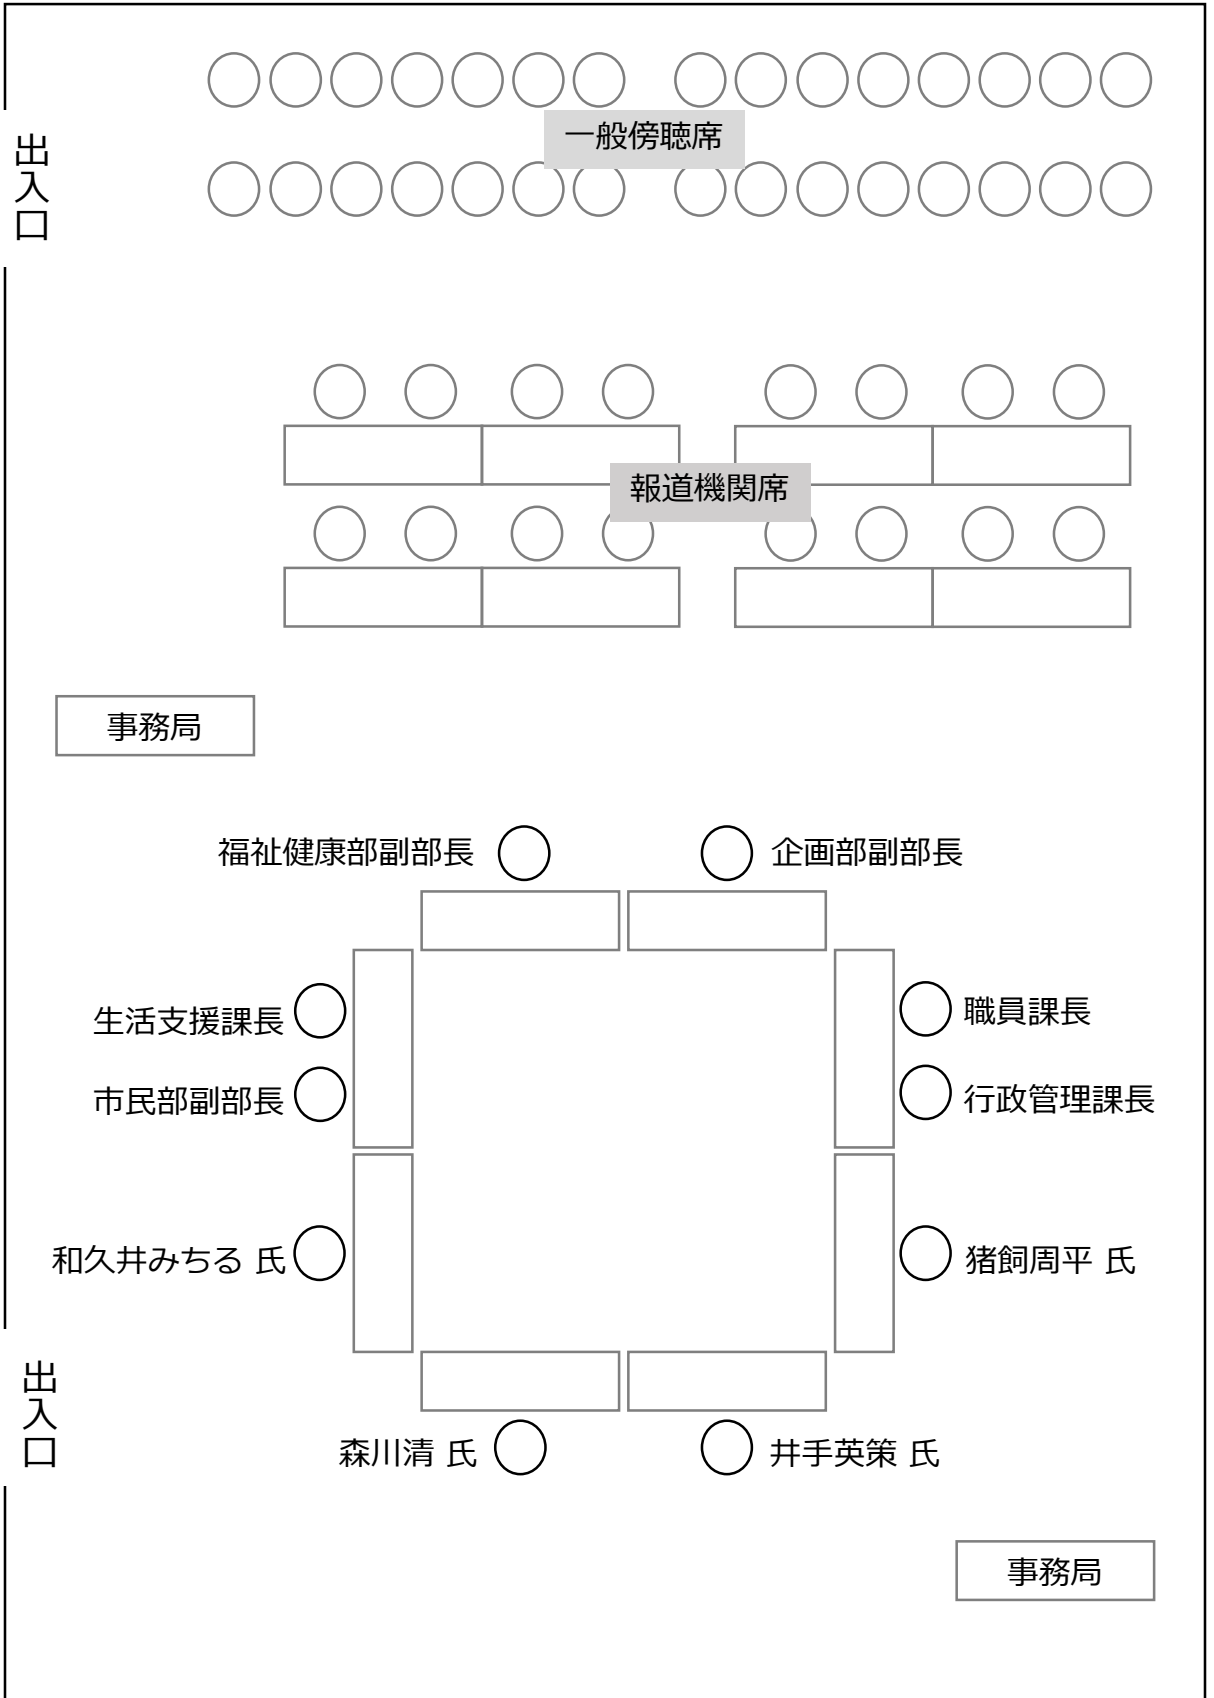 一般傍聴席
出入口
報道機関席
事務局
福祉健康部副部長
企画部副部長
生活支援課長
職員課長
市民部副部長
行政管理課長
和久井みちる 氏
猪飼周平 氏
出入口
森川清 氏
井手英策 氏
事務局